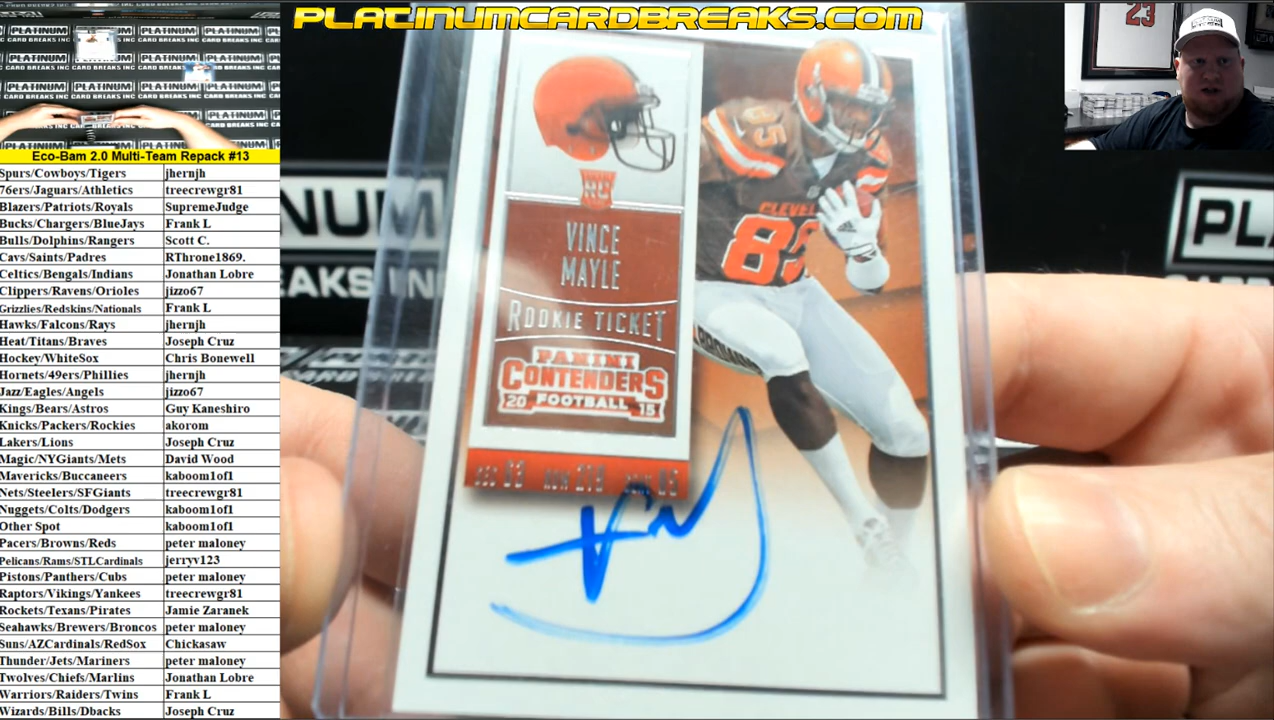 PLATINUMCARDBREAKS.COM
23
Eco-Bam 2.0 Multi-Team Repack #13
Spurs/Cowboys/Tigers jhernjh
76ers/Jaguars/Athletics treecrewgr81
Blazers/Patriots/Royals SupremeJudge
Bucks/Chargers/BlueJays Frank L
Bulls/Dolphins/Rangers Scott C.
Cavs/Saints/Padres RThrone1869.
Celtics/Bengals/Indians Jonathan Lobre
Clippers/Ravens/Orioles jizzo67
Grizzlies/Redskins/Nationals Frank L
Hawks/Falcons/Rays jhernjh
Heat/Titans/Braves Joseph Cruz
Hockey/WhiteSox Chris Bonewell
Hornets/49ers/Phillies jhernjh
Jazz/Eagles/Angels jizzo67
Kings/Bears/Astros Guy Kaneshiro
Knicks/Packers/Rockies akorom
Lakers/Lions Joseph Cruz
Magic/NYGiants/Mets David Wood
Mavericks/Buccaneers kaboom1of1
Nets/Steelers/SFGiants treecrewgr81
Nuggets/Colts/Dodgers kaboom1of1
Other Spot kaboom1of1
Pacers/Browns/Reds peter maloney
Pelicans/Rams/STLCardinals jerryv123
Pistons/Panthers/Cubs peter maloney
Raptors/Vikings/Yankees treecrewgr81
Rockets/Texans/Pirates Jamie Zaranek
Seahawks/Brewers/Broncos peter maloney
Suns/AZCardinals/RedSox Chickasaw
Thunder/Jets/Mariners peter maloney
Twolves/Chiefs/Marlins Jonathan Lobre
Warriors/Raiders/Twins Frank L
Wizards/Bills/Dbacks Joseph Cruz
RC
VINCE
MAYLE
ROOKIE TICKET
PANINI
CONTENDERS
20 FOOTBALL 15
85
CLEVEL
85
PLATINUM
CARD BREAKS INC